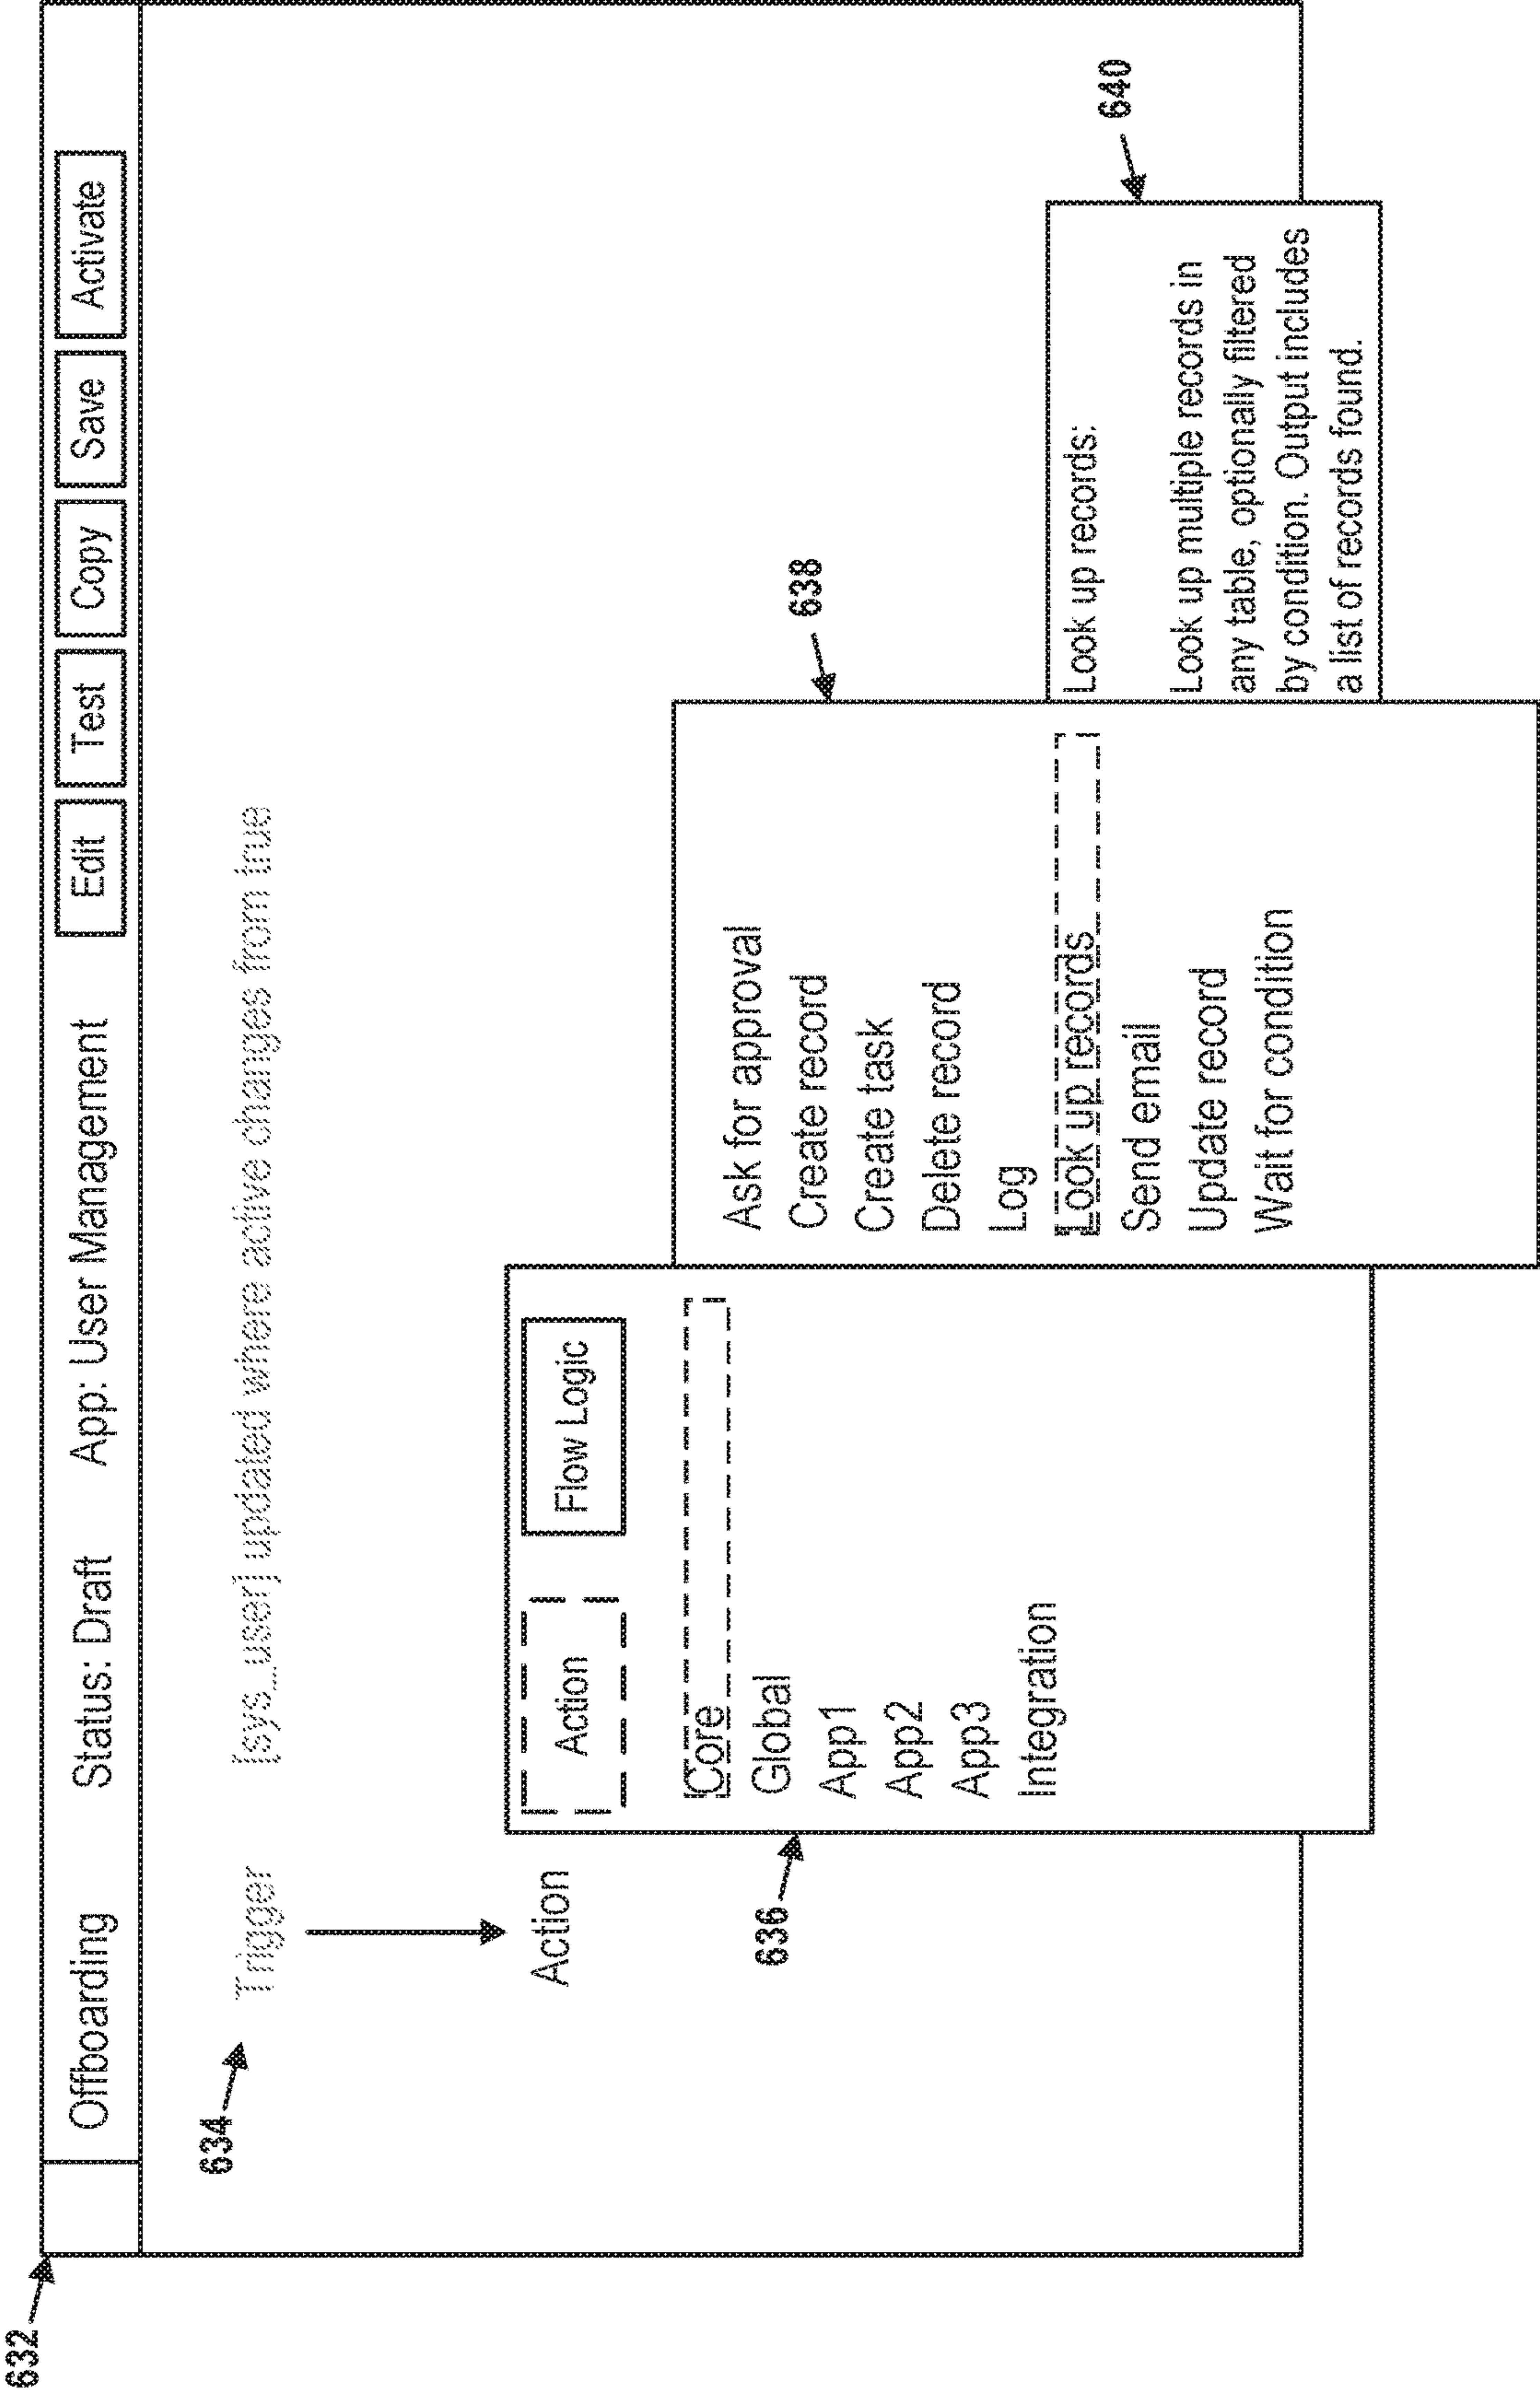 632
Offboarding Status: Draft App: User Management Edit Test Copy Save Activate
634
Trigger [sys_user] updated where active changes from true
Action
636
Action Flow Logic
Core
Global
App1
App2
App3
Integration
638
Ask for approval
Create record
Create task
Delete record
Log
Look up records
Send email
Update record
Wait for condition
640
Look up records:
Look up multiple records in
any table, optionally filtered
by condition. Output includes
a list of records found.